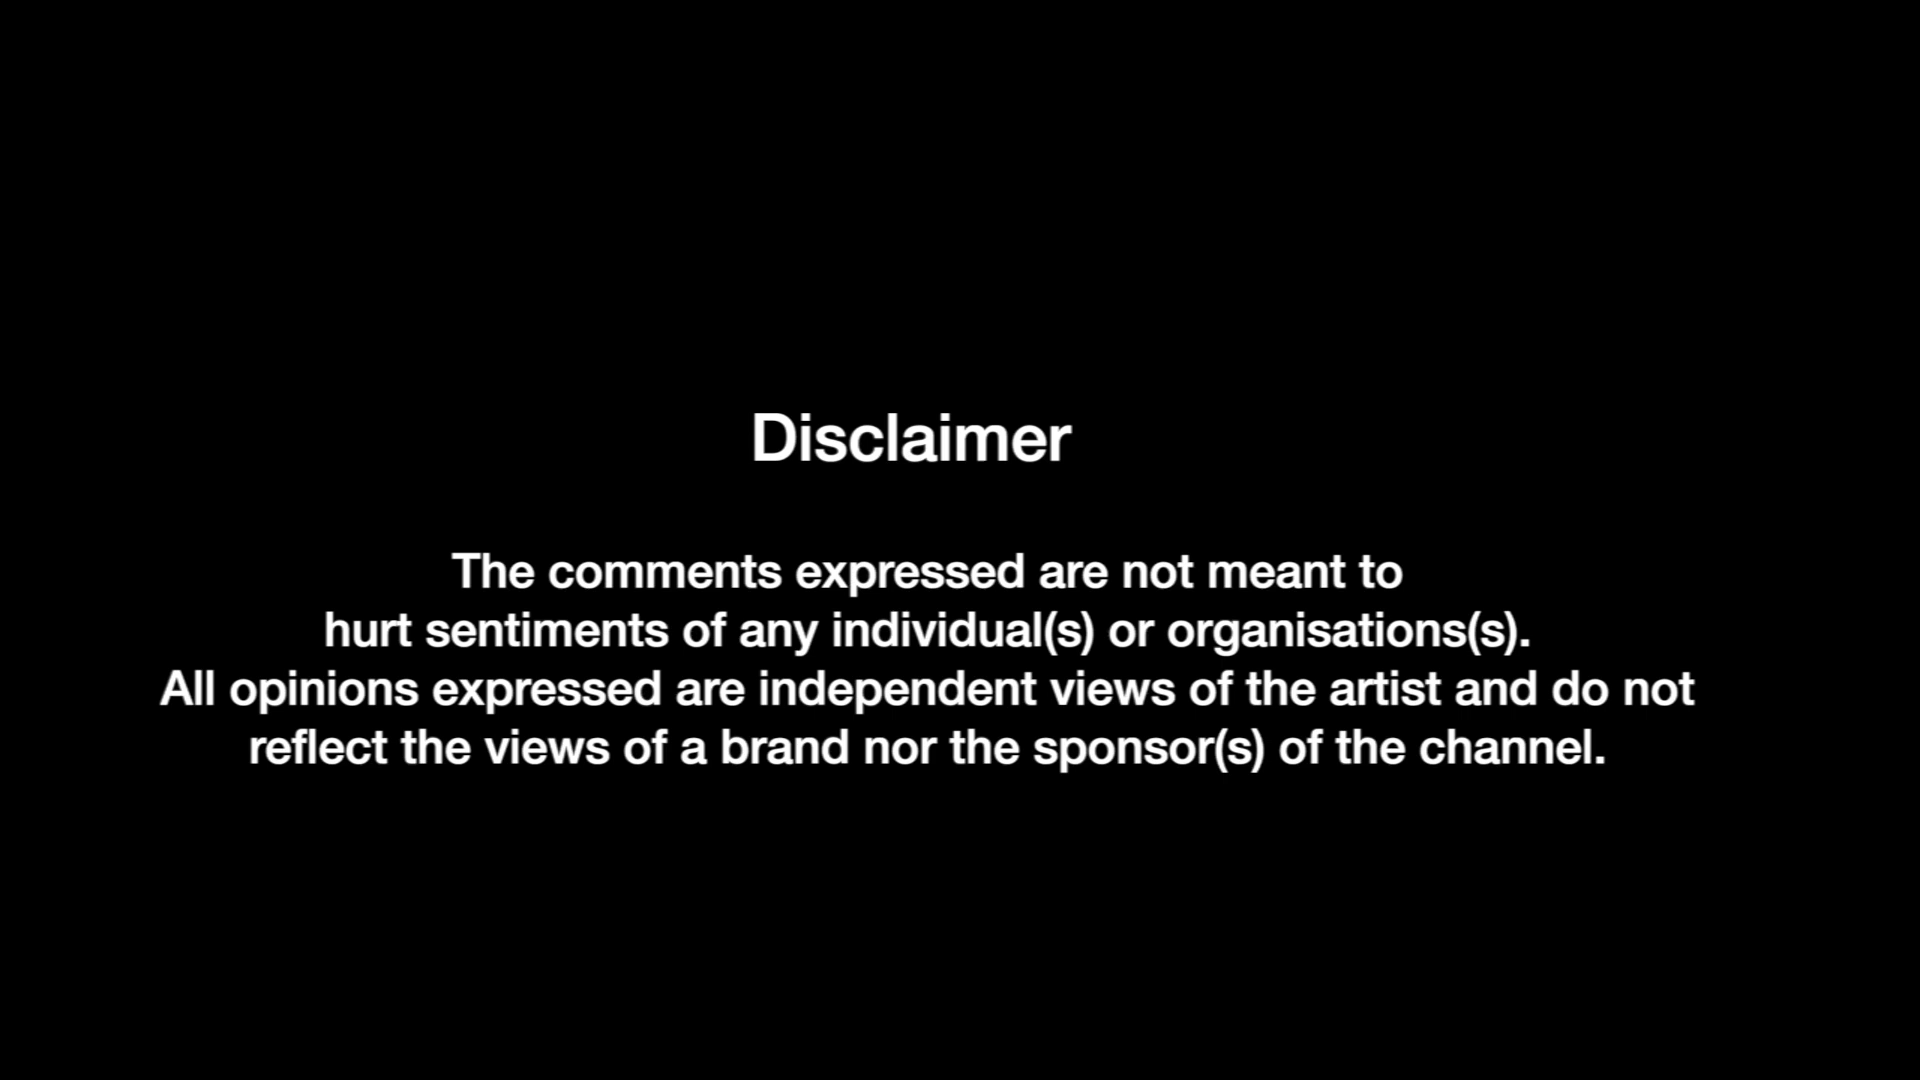 Disclaimer
The comments expressed are not meant to
hurt sentiments of any individual(s) or organisations(s).
All opinions expressed are independent views of the artist and do not
reflect the views of a brand nor the sponsor(s) of the channel.